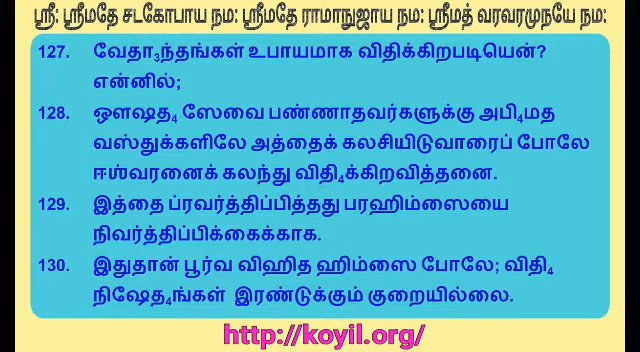 ஸ்ரீ: ஸ்ரீமதே சடகோபாய நம: ஸ்ரீமதே ராமாநுஜாய நம: ஸ்ரீமத் வரவரமுநயே நம:
127. வேதா₃ந்தங்கள் உபாயமாக விதிக்கிறபடியென்?
என்னில்;
128. ஔஷத₄ ஸேவை பண்ணாதவர்களுக்கு அபி₄மத
வஸ்துக்களிலே அத்தைக் கலசியிடுவாரைப் போலே
ஈஶ்வரனைக் கலந்து விதி₄க்கிறவித்தனை.
129. இத்தை ப்ரவர்த்திப்பித்தது பரஹிம்ஸையை
நிவர்த்திப்பிக்கைக்காக.
130. இதுதான் பூர்வ விஹித ஹிம்ஸை போலே; விதி₄
நிஷேத₄ங்கள் இரண்டுக்கும் குறையில்லை.
http://koyil.org/